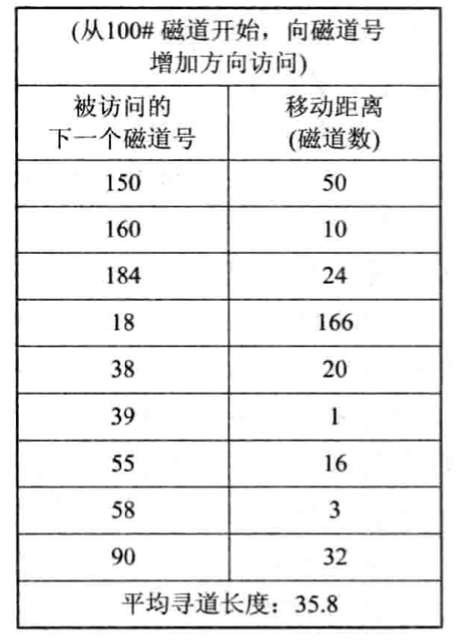 (从100# 磁道开始，向磁道号
增加方向访问)
被访问的
下一个磁道号
移动距离
(磁道数)
150 50
160 10
184 24
18 166
38 20
39 1
55 16
58 3
90 32
平均寻道长度：35.8